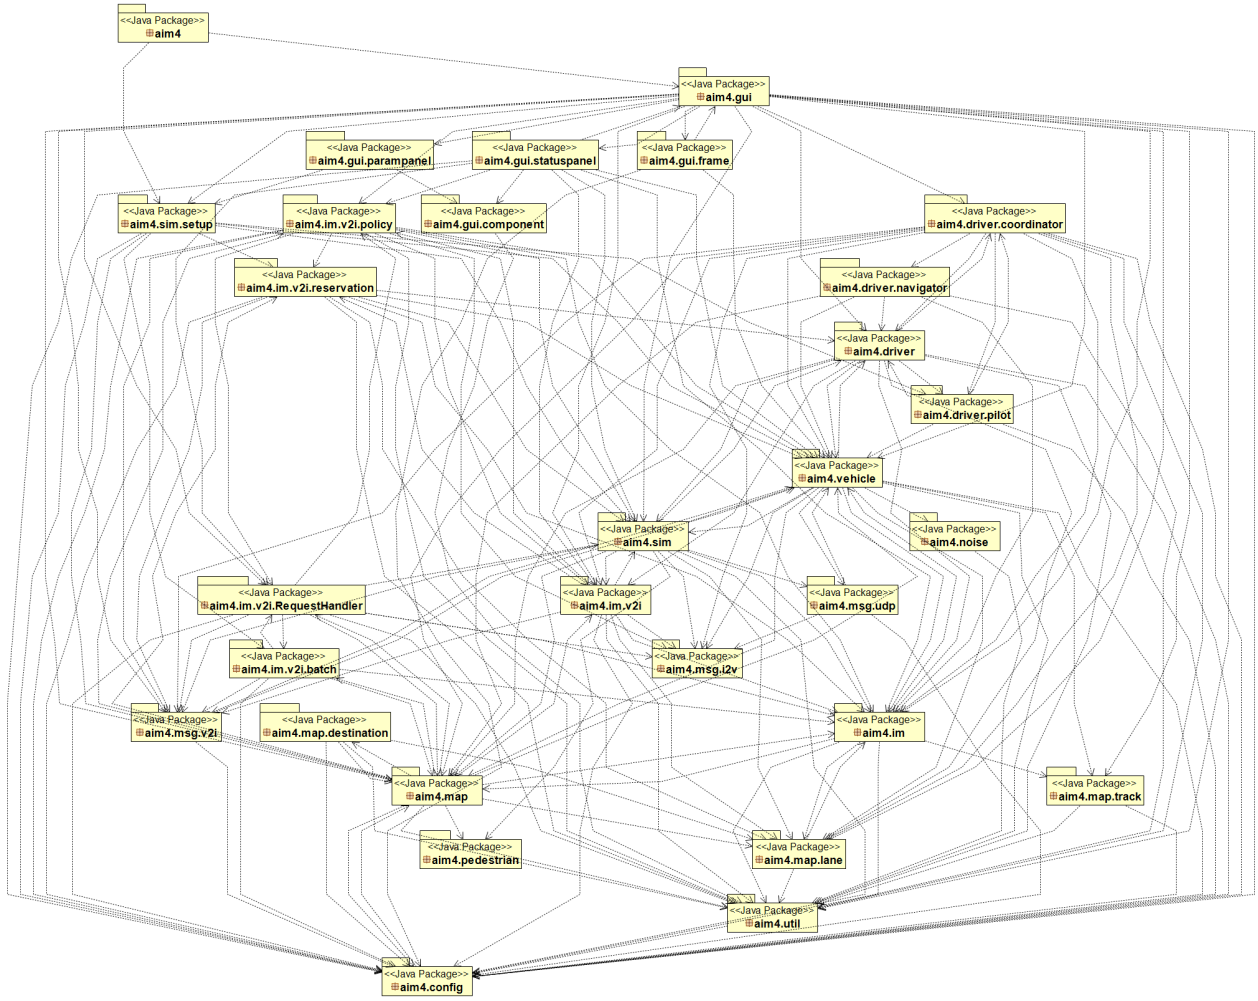 <<Java Package>>
aim4
<<Java Package>>
aim4.gui
<<Java Package>>
aim4.gui.parampanel
<<Java Package>>
aim4.gui.statuspanel
<<Java Package>>
aim4.gui.frame
<<Java Package>>
aim4.sim.setup
<<Java Package>>
aim4.im.v2i.policy
<<Java Package>>
aim4.gui.component
<<Java Package>>
aim4.driver.coordinator
<<Java Package>>
aim4.im.v2i.reservation
<<Java Package>>
aim4.driver.navigator
<<Java Package>>
aim4.driver
<<Java Package>>
aim4.driver.pilot
<<Java Package>>
aim4.vehicle
<<Java Package>>
aim4.sim
<<Java Package>>
aim4.noise
<<Java Package>>
aim4.im.v2i.RequestHandler
<<Java Package>>
aim4.im.v2i
<<Java Package>>
aim4.msg.udp
<<Java Package>>
aim4.im.v2i.batch
<<Java Package>>
aim4.msg.i2v
<<Java Package>>
aim4.msg.v2i
<<Java Package>>
aim4.map.destination
<<Java Package>>
aim4.im
<<Java Package>>
aim4.map
<<Java Package>>
aim4.map.track
<<Java Package>>
aim4.pedestrian
<<Java Package>>
aim4.map.lane
<<Java Package>>
aim4.util
<<Java Package>>
aim4.config